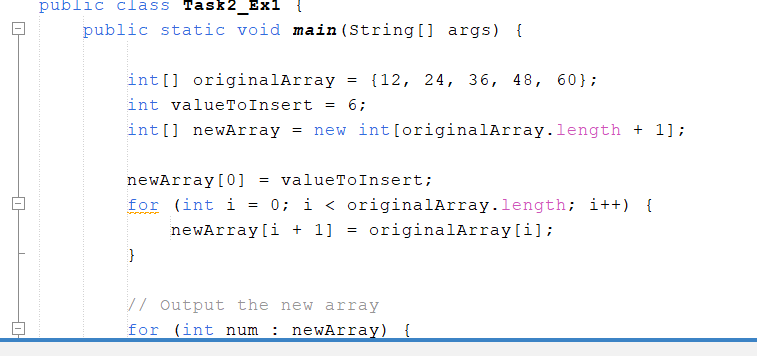 public class Task2_Ex1 {
public static void main(String[] args) {
int[] originalArray = {12, 24, 36, 48, 60};
int valueToInsert = 6;
int[] newArray = new int[originalArray.length + 1];
newArray[0] = valueToInsert;
for (int i = 0; i < originalArray.length; i++) {
newArray[i + 1] = originalArray[i];
}
// Output the new array
for (int num : newArray) {